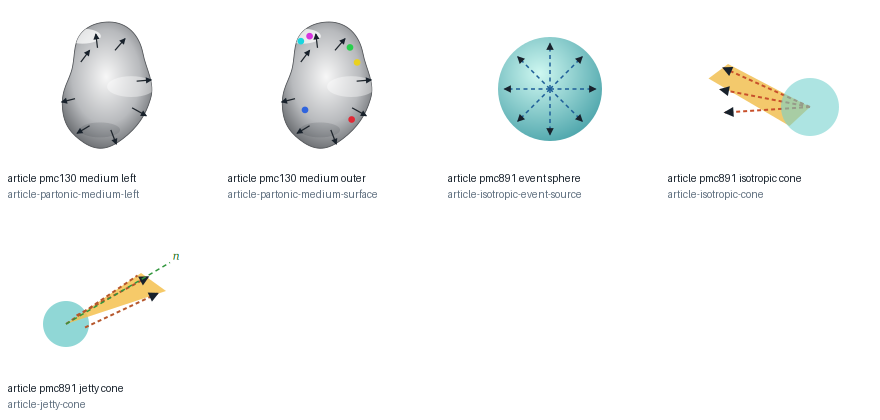 article pmc130 medium left
article-partonic-medium-left
article pmc130 medium outer
article-partonic-medium-surface
article pmc891 event sphere
article-isotropic-event-source
article pmc891 isotropic cone
article-isotropic-cone
n
article pmc891 jetty cone
article-jetty-cone